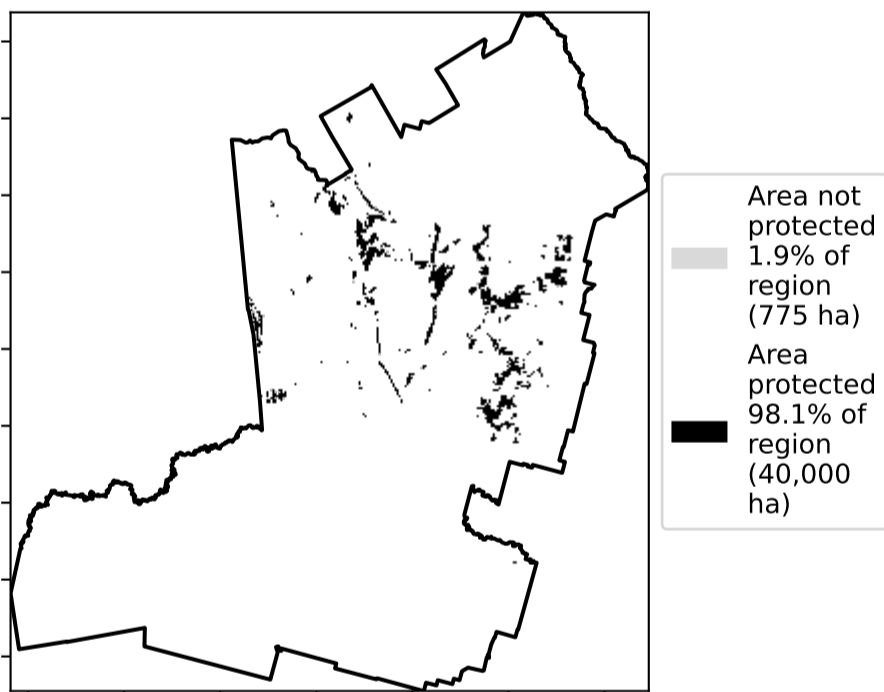 Area not
protected
1.9% of
region
(775 ha)
Area
protected
98.1% of
region
(40,000
ha)